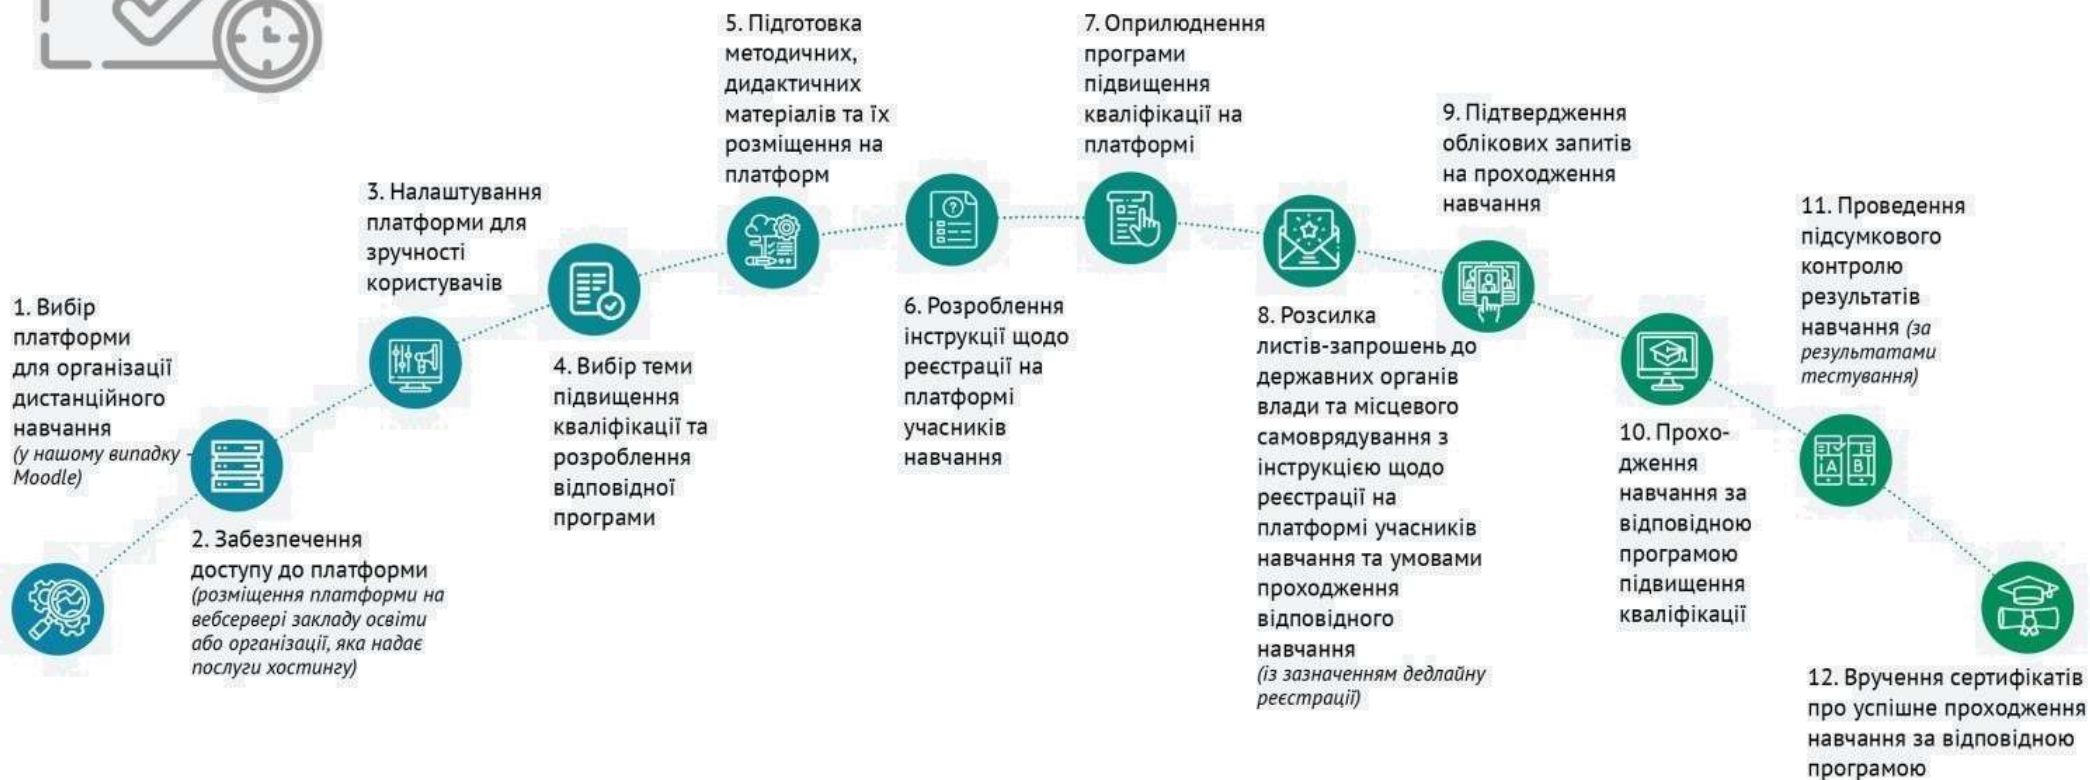 1. Вибір
платформи
для організації
дистанційного
навчання
(у нашому випадку -
Moodle)
2. Забезпечення
доступу до платформи
(розміщення платформи на
вебсервері закладу освіти
або організації, яка надає
послуги хостингу)
3. Налаштування
платформи для
зручності
користувачів
4. Вибір теми
підвищення
кваліфікації та
розроблення
відповідної
програми
5. Підготовка
методичних,
дидактичних
матеріалів та їх
розміщення на
платформ
6. Розроблення
інструкції щодо
реєстрації на
платформі
учасників
навчання
7. Оприлюднення
програми
підвищення
кваліфікації на
платформі
8. Розсилка
листів-запрошень до
державних органів
влади та місцевого
самоврядування з
інструкцією щодо
реєстрації на
платформі учасників
навчання та умовами
проходження
відповідного
навчання
(із зазначенням дедлайну
реєстрації)
9. Підтвердження
облікових запитів
на проходження
навчання
10. Прохо-
дження
навчання за
відповідною
програмою
підвищення
кваліфікації
11. Проведення
підсумкового
контролю
результатів
навчання (за
результатами
тестування)
A B
12. Вручення сертифікатів
про успішне проходження
навчання за відповідною
програмою